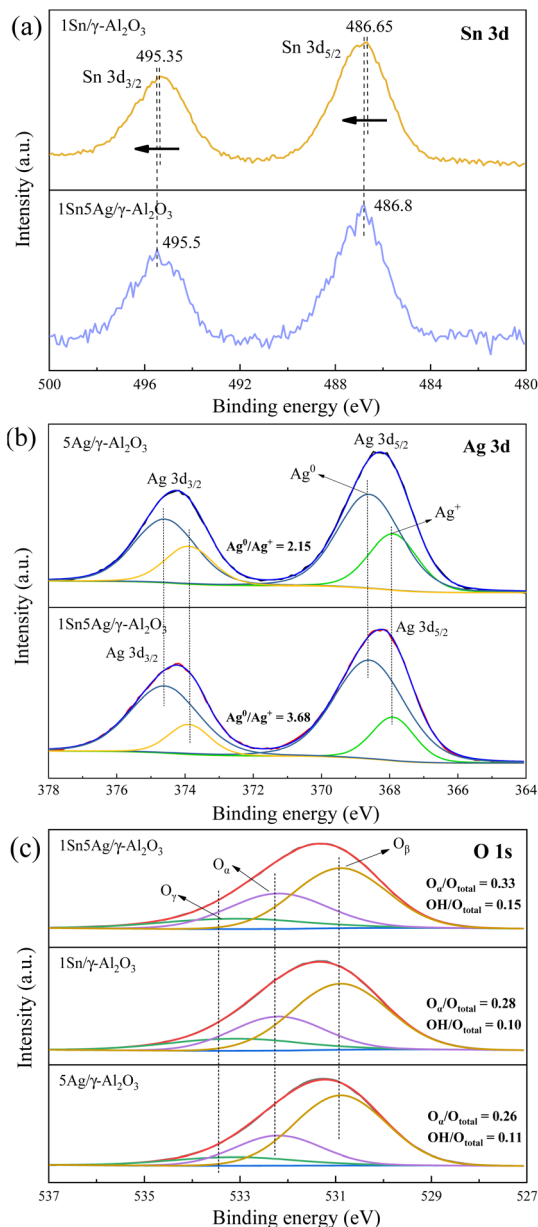 (a)
1Sn/γ-Al₂O₃
Sn 3d
495.35
Sn 3d₃/₂
486.65
Sn 3d₅/₂
1Sn5Ag/γ-Al₂O₃
495.5
486.8
Intensity (a.u.)
500 496 492 488 484 480
Binding energy (eV)
(b)
5Ag/γ-Al₂O₃
Ag 3d
Ag 3d₅/₂
Ag 3d₃/₂
Ag⁰
Ag⁺
Ag⁰/Ag⁺ = 2.15
1Sn5Ag/γ-Al₂O₃
Ag 3d₅/₂
Ag 3d₃/₂
Ag⁰/Ag⁺ = 3.68
Intensity (a.u.)
378 376 374 372 370 368 366 364
Binding energy (eV)
(c)
1Sn5Ag/γ-Al₂O₃
O 1s
Oβ
Oα
Oγ
Oα/Ototal = 0.33
OH/Ototal = 0.15
1Sn/γ-Al₂O₃
Oα/Ototal = 0.28
OH/Ototal = 0.10
5Ag/γ-Al₂O₃
Oα/Ototal = 0.26
OH/Ototal = 0.11
Intensity (a.u.)
537 535 533 531 529 527
Binding energy (eV)